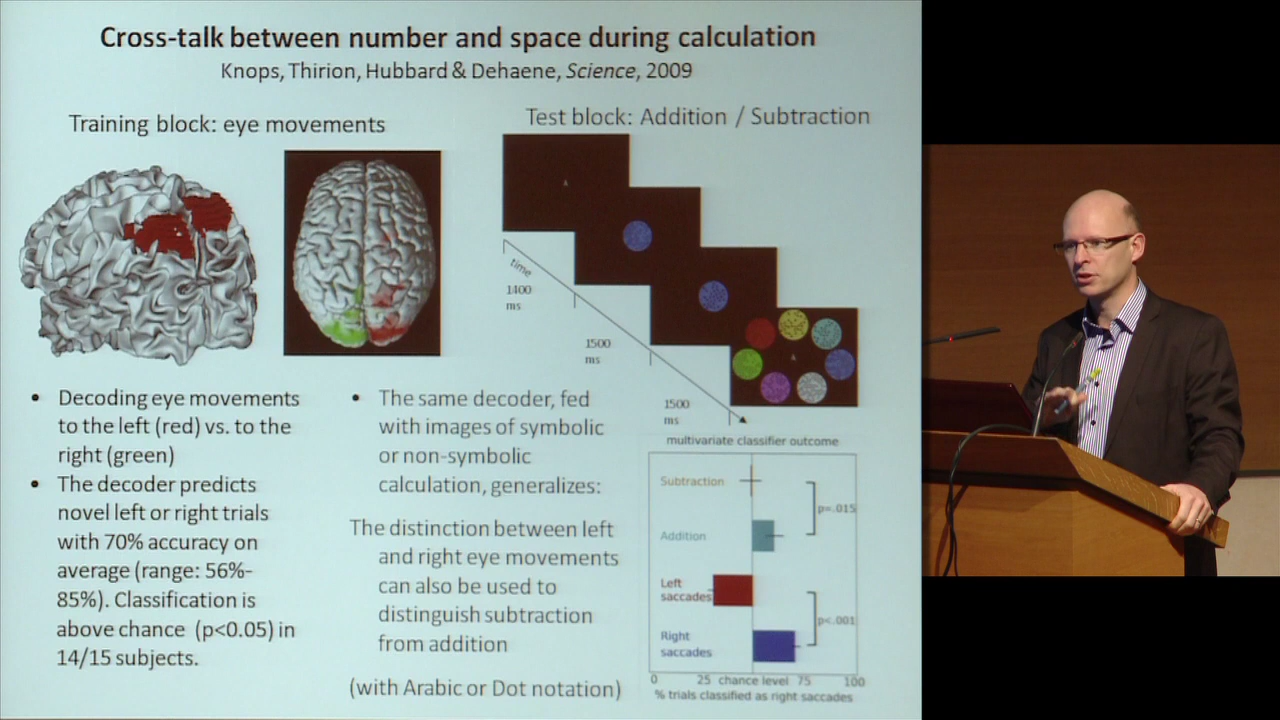 Cross-talk between number and space during calculation
Knops, Thirion, Hubbard & Dehaene, Science, 2009
Training block: eye movements
Test block: Addition / Subtraction
time
1400
ms
1500
ms
1500
ms
• Decoding eye movements
to the left (red) vs. to the
right (green)
• The decoder predicts
novel left or right trials
with 70% accuracy on
average (range: 56%-
85%). Classification is
above chance (p<0.05) in
14/15 subjects.
• The same decoder, fed
with images of symbolic
or non-symbolic
calculation, generalizes:
The distinction between left
and right eye movements
can also be used to
distinguish subtraction
from addition
(with Arabic or Dot notation)
multivariate classifier outcome
Subtraction
p=.015
Addition
Left
saccades
p<.001
Right
saccades
0 25 chance level 75 100
% trials classified as right saccades